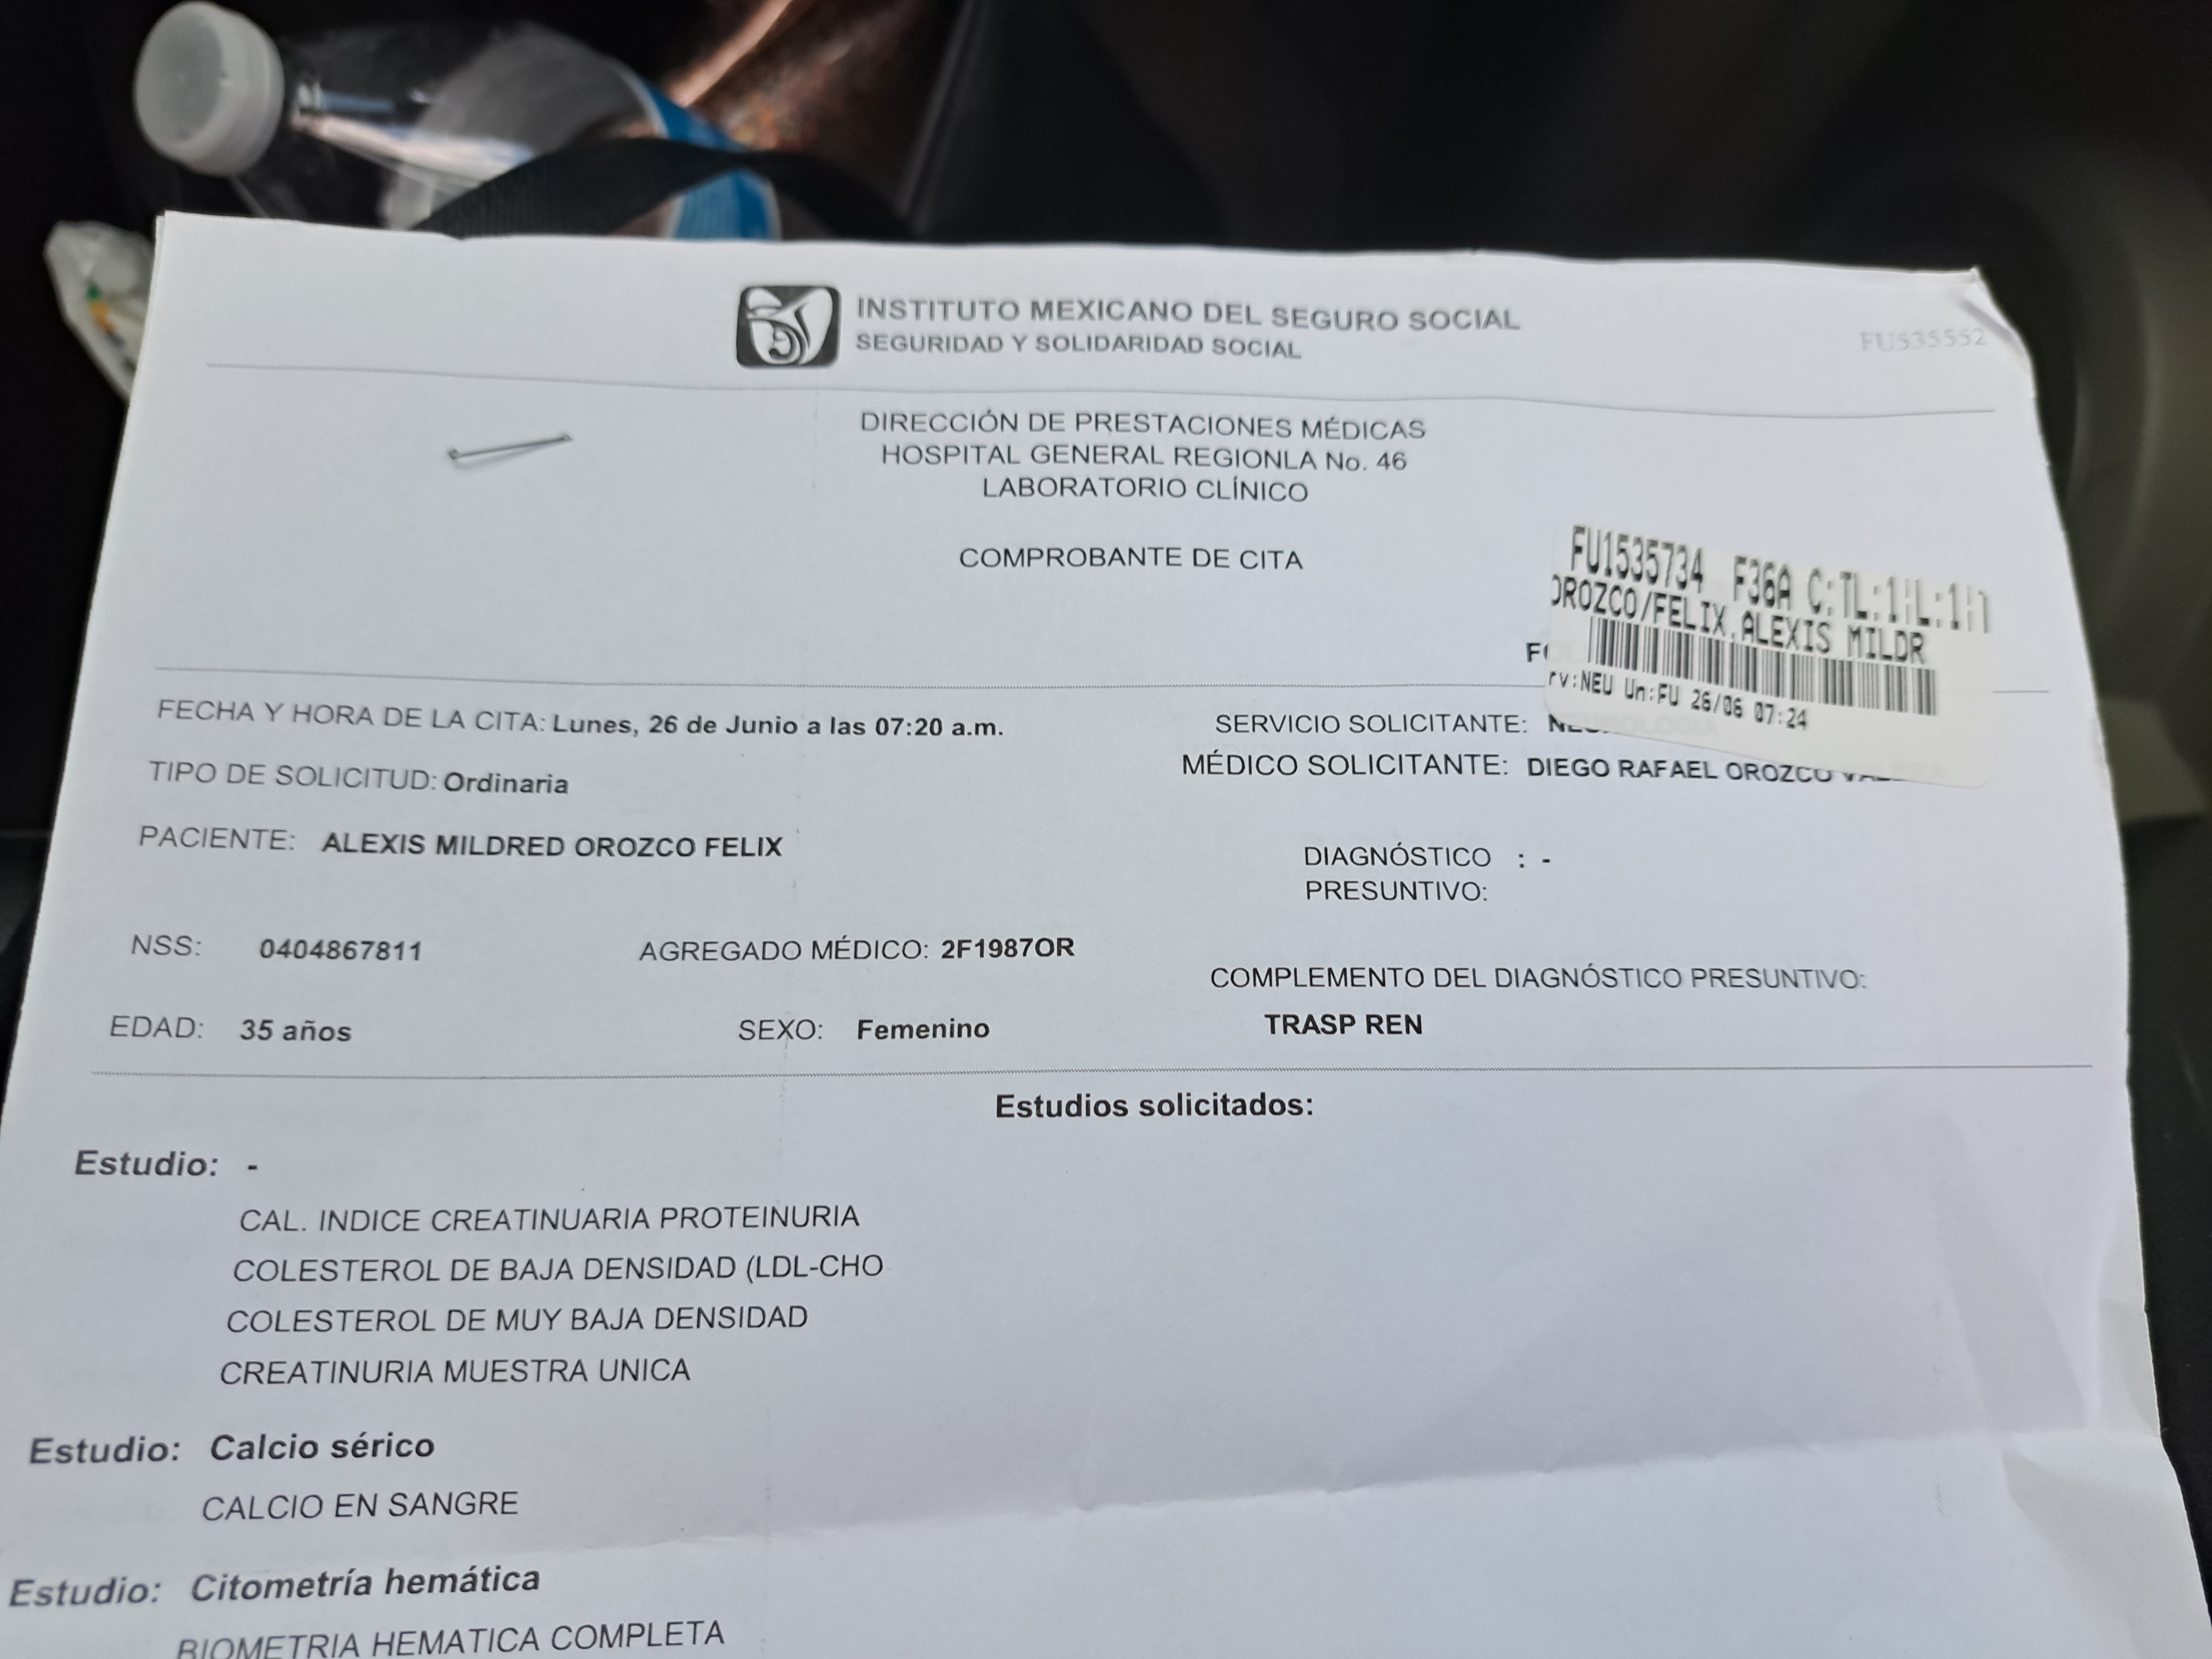 INSTITUTO MEXICANO DEL SEGURO SOCIAL
SEGURIDAD Y SOLIDARIDAD SOCIAL
FU535552
DIRECCIÓN DE PRESTACIONES MÉDICAS
HOSPITAL GENERAL REGIONLA No. 46
LABORATORIO CLÍNICO
COMPROBANTE DE CITA
FU1535734 F36A C:TL:1:L:1:1
OROZCO/FELIX,ALEXIS MILDR
rv:NEU Un:FU 26/06 07:24
FECHA Y HORA DE LA CITA: Lunes, 26 de Junio a las 07:20 a.m.
SERVICIO SOLICITANTE:
TIPO DE SOLICITUD: Ordinaria
MÉDICO SOLICITANTE: DIEGO RAFAEL OROZCO
PACIENTE: ALEXIS MILDRED OROZCO FELIX
DIAGNÓSTICO : -
PRESUNTIVO:
NSS: 0404867811
AGREGADO MÉDICO: 2F1987OR
COMPLEMENTO DEL DIAGNÓSTICO PRESUNTIVO:
EDAD: 35 años
SEXO: Femenino
TRASP REN
Estudios solicitados:
Estudio: -
CAL. INDICE CREATINUARIA PROTEINURIA
COLESTEROL DE BAJA DENSIDAD (LDL-CHO
COLESTEROL DE MUY BAJA DENSIDAD
CREATINURIA MUESTRA UNICA
Estudio: Calcio sérico
CALCIO EN SANGRE
Estudio: Citometría hemática
BIOMETRIA HEMATICA COMPLETA